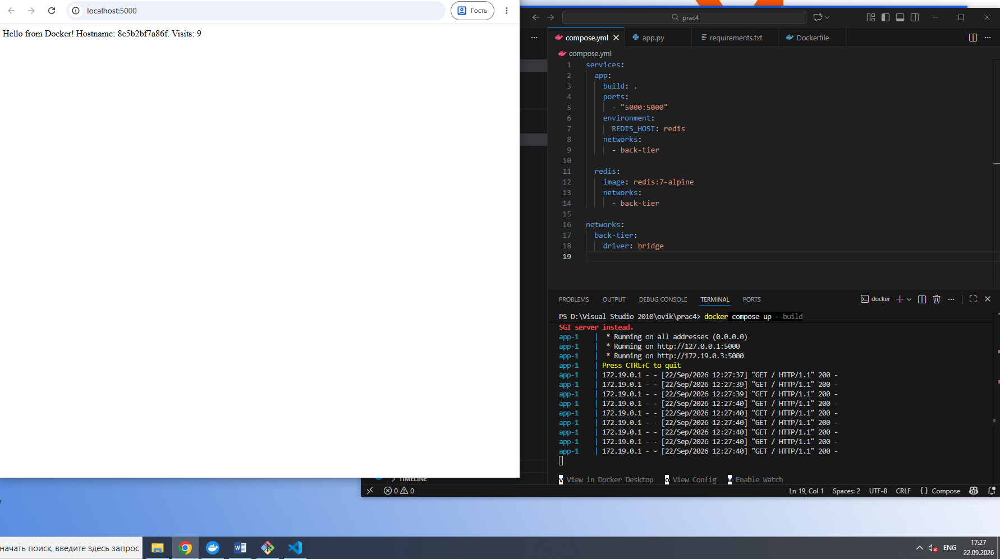 localhost:5000
Гость
Hello from Docker! Hostname: 8c5b2bf7a86f. Visits: 9
prac4
compose.yml
app.py
requirements.txt
Dockerfile
compose.yml
1 services:
2 app:
3 build: .
4 ports:
5 - "5000:5000"
6 environment:
7 REDIS_HOST: redis
8 networks:
9 - back-tier
10
11 redis:
12 image: redis:7-alpine
13 networks:
14 - back-tier
15
16 networks:
17 back-tier:
18 driver: bridge
19
PROBLEMS OUTPUT DEBUG CONSOLE TERMINAL PORTS docker
PS D:\Visual Studio 2010\ovik\prac4> docker compose up --build
SGI server instead.
app-1 | * Running on all addresses (0.0.0.0)
app-1 | * Running on http://127.0.0.1:5000
app-1 | * Running on http://172.19.0.3:5000
app-1 | Press CTRL+C to quit
app-1 | 172.19.0.1 - - [22/Sep/2026 12:27:37] "GET / HTTP/1.1" 200 -
app-1 | 172.19.0.1 - - [22/Sep/2026 12:27:39] "GET / HTTP/1.1" 200 -
app-1 | 172.19.0.1 - - [22/Sep/2026 12:27:39] "GET / HTTP/1.1" 200 -
app-1 | 172.19.0.1 - - [22/Sep/2026 12:27:40] "GET / HTTP/1.1" 200 -
app-1 | 172.19.0.1 - - [22/Sep/2026 12:27:40] "GET / HTTP/1.1" 200 -
app-1 | 172.19.0.1 - - [22/Sep/2026 12:27:40] "GET / HTTP/1.1" 200 -
app-1 | 172.19.0.1 - - [22/Sep/2026 12:27:40] "GET / HTTP/1.1" 200 -
app-1 | 172.19.0.1 - - [22/Sep/2026 12:27:40] "GET / HTTP/1.1" 200 -
app-1 | 172.19.0.1 - - [22/Sep/2026 12:27:40] "GET / HTTP/1.1" 200 -
v View in Docker Desktop o View Config w Enable Watch
TIMELINE
0 0 Ln 19, Col 1 Spaces: 2 UTF-8 CRLF { } Compose
начать поиск, введите здесь запрос
ENG
17:27
22.09.2026